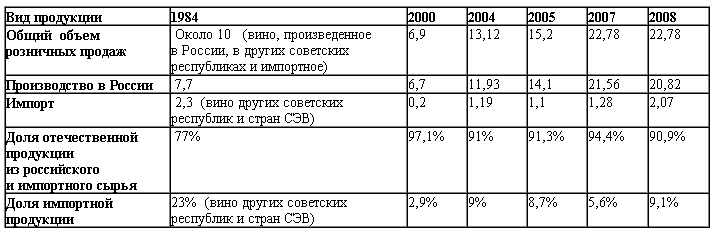 Вид продукции 1984 2000 2004 2005 2007 2008
Общий объем Около 10 (вино, произведенное 6,9 13,12 15,2 22,78 22,78
розничных продаж в России, в других советских
республиках и импортное)
Производство в России 7,7 6,7 11,93 14,1 21,56 20,82
Импорт 2,3 (вино других советских 0,2 1,19 1,1 1,28 2,07
республик и стран СЭВ)
Доля отечественной 77% 97,1% 91% 91,3% 94,4% 90,9%
продукции
из российского
и импортного сырья
Доля импортной 23% (вино других советских 2,9% 9% 8,7% 5,6% 9,1%
продукции республик и стран СЭВ)